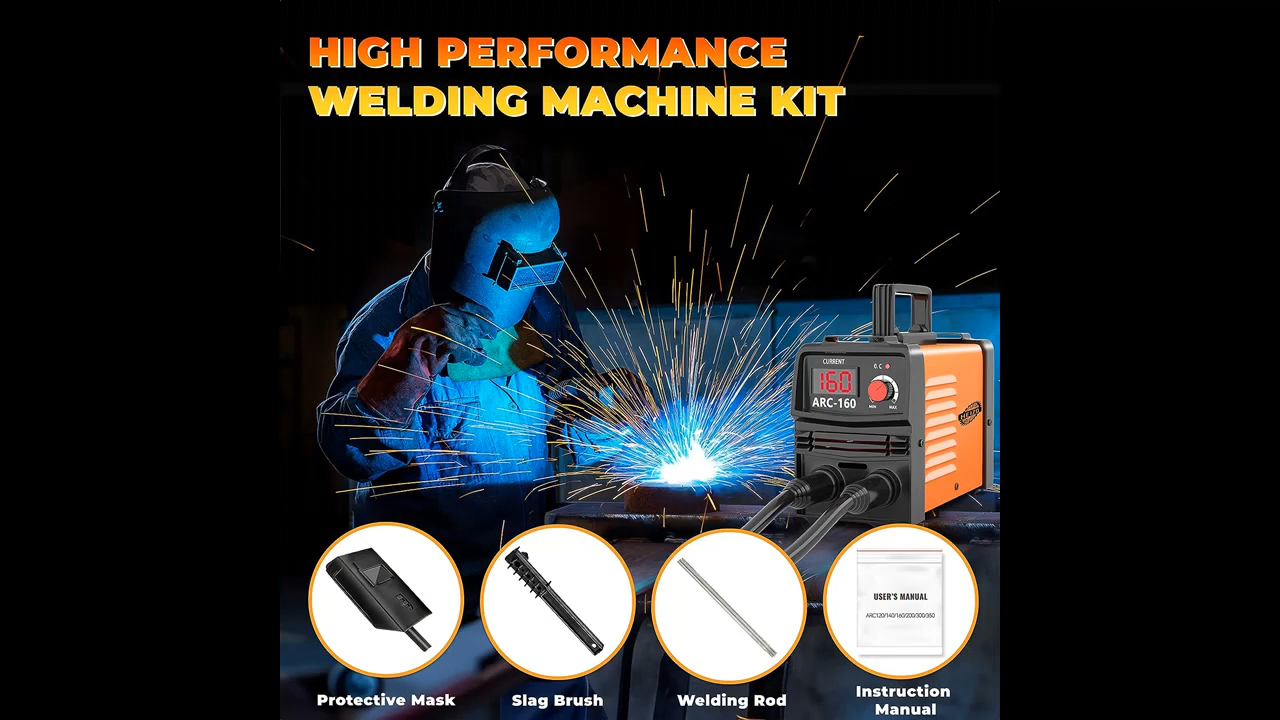 HIGH PERFORMANCE
WELDING MACHINE KIT
CURRENT
160
O.C
ARC-160
MIN
MAX
USER'S MANUAL
ARC120/140/160/200/300/360
Protective Mask
Slag Brush
Welding Rod
Instruction
Manual